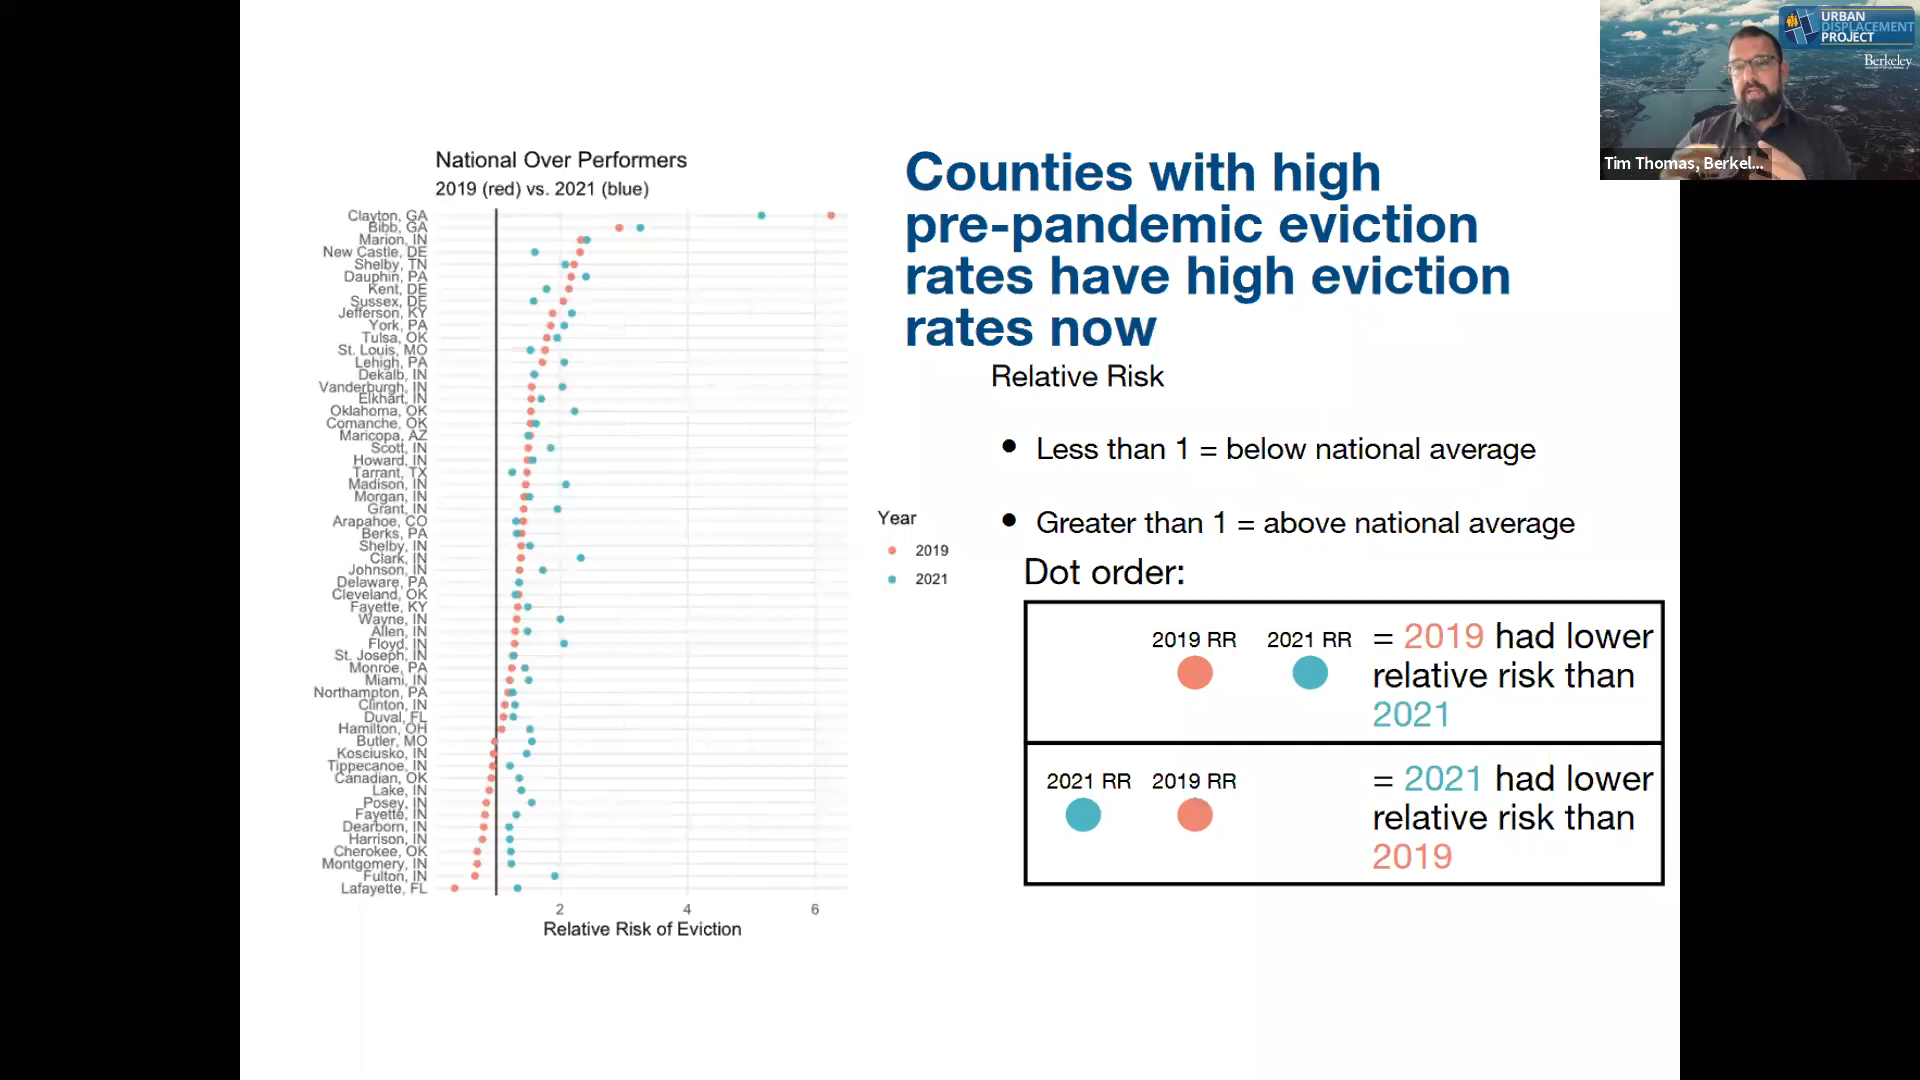 URBAN
DISPLACEMENT
PROJECT
Berkeley
Tim Thomas, Berkel...
National Over Performers
2019 (red) vs. 2021 (blue)
Clayton, GA
Bibb, GA
Marion, IN
New Castle, DE
Shelby, TN
Dauphin, PA
Kent, DE
Sussex, DE
Jefferson, KY
York, PA
Tulsa, OK
St. Louis, MO
Lehigh, PA
Dekalb, IN
Vanderburgh, IN
Elkhart, IN
Oklahoma, OK
Comanche, OK
Maricopa, AZ
Scott, IN
Howard, IN
Tarrant, TX
Madison, IN
Morgan, IN
Grant, IN
Arapahoe, CO
Berks, PA
Shelby, IN
Clark, IN
Johnson, IN
Delaware, PA
Cleveland, OK
Fayette, KY
Wayne, IN
Allen, IN
Floyd, IN
St. Joseph, IN
Monroe, PA
Miami, IN
Northampton, PA
Clinton, IN
Duval, FL
Hamilton, OH
Butler, MO
Kosciusko, IN
Tippecanoe, IN
Canadian, OK
Lake, IN
Posey, IN
Fayette, IN
Dearborn, IN
Harrison, IN
Cherokee, OK
Montgomery, IN
Fulton, IN
Lafayette, FL
2 4 6
Relative Risk of Eviction
Year
2019
2021
Counties with high
pre-pandemic eviction
rates have high eviction
rates now
Relative Risk
• Less than 1 = below national average
• Greater than 1 = above national average
Dot order:
2019 RR 2021 RR
= 2019 had lower
relative risk than
2021
2021 RR 2019 RR
= 2021 had lower
relative risk than
2019